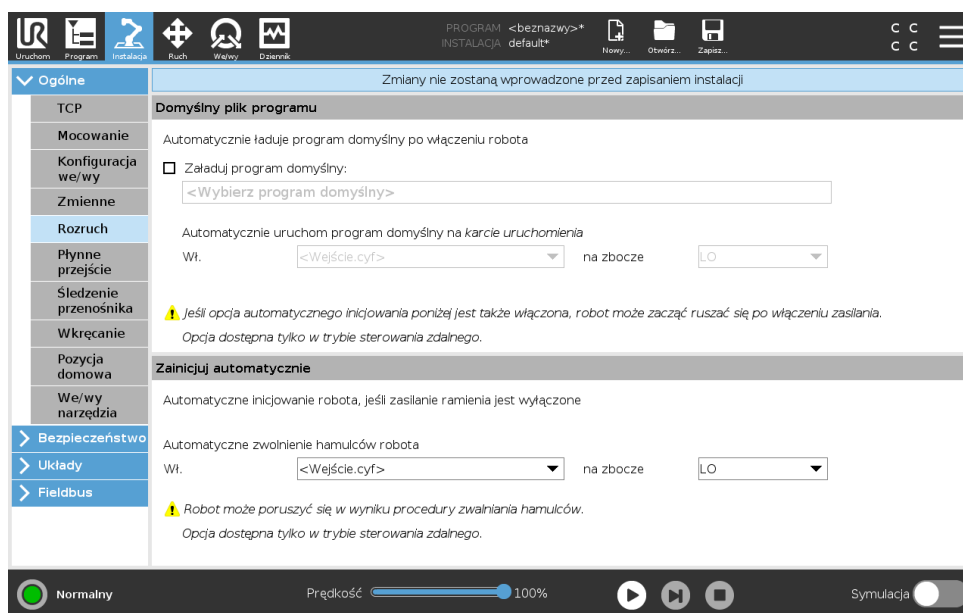 PROGRAM <beznazwy>*
INSTALACJA default*
Uruchom Program Instalacja Ruch We/wy Dziennik Nowy... Otwórz... Zapisz...
C C
C C
Ogólne
Zmiany nie zostaną wprowadzone przed zapisaniem instalacji
TCP
Mocowanie
Konfiguracja
we/wy
Zmienne
Rozruch
Płynne
przejście
Śledzenie
przenośnika
Wkręcanie
Pozycja
domowa
We/wy
narzędzia
Bezpieczeństwo
Układy
Fieldbus
Domyślny plik programu
Automatycznie ładuje program domyślny po włączeniu robota
Załaduj program domyślny:
<Wybierz program domyślny>
Automatycznie uruchom program domyślny na karcie uruchomienia
Wł. <Wejście.cyf> na zbocze LO
Jeśli opcja automatycznego inicjowania poniżej jest także włączona, robot może zacząć ruszać się po włączeniu zasilania.
Opcja dostępna tylko w trybie sterowania zdalnego.
Zainicjuj automatycznie
Automatyczne inicjowanie robota, jeśli zasilanie ramienia jest wyłączone
Automatyczne zwolnienie hamulców robota
Wł. <Wejście.cyf> na zbocze LO
Robot może poruszyć się w wyniku procedury zwalniania hamulców.
Opcja dostępna tylko w trybie sterowania zdalnego.
Normalny
Prędkość 100%
Symulacja